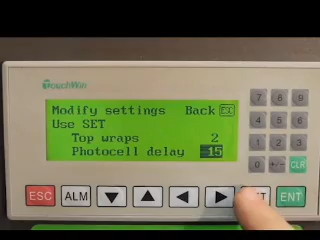 TouchWin
Modify settings Back ESC
Use SET
Top wraps 2
Photocell delay -15
7 8 9
4 5 6
1 2 3
0 +/- CLR
ESC ALM ENT